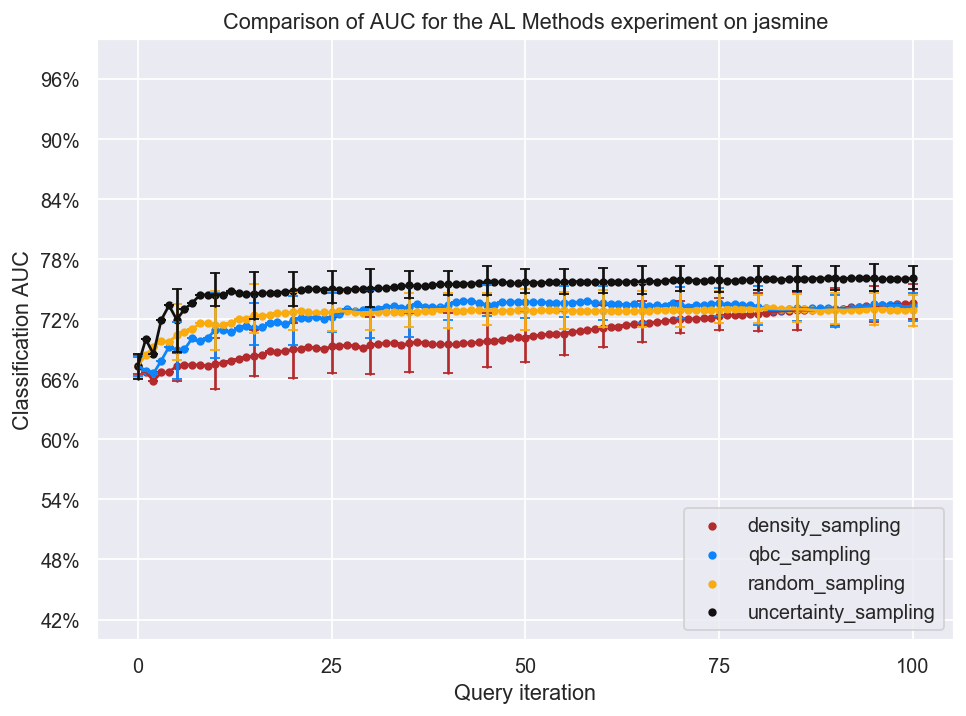 Comparison of AUC for the AL Methods experiment on jasmine
96%
90%
84%
78%
72%
66%
60%
54%
48%
42%
Classification AUC
density_sampling
qbc_sampling
random_sampling
uncertainty_sampling
0
25
50
75
100
Query iteration